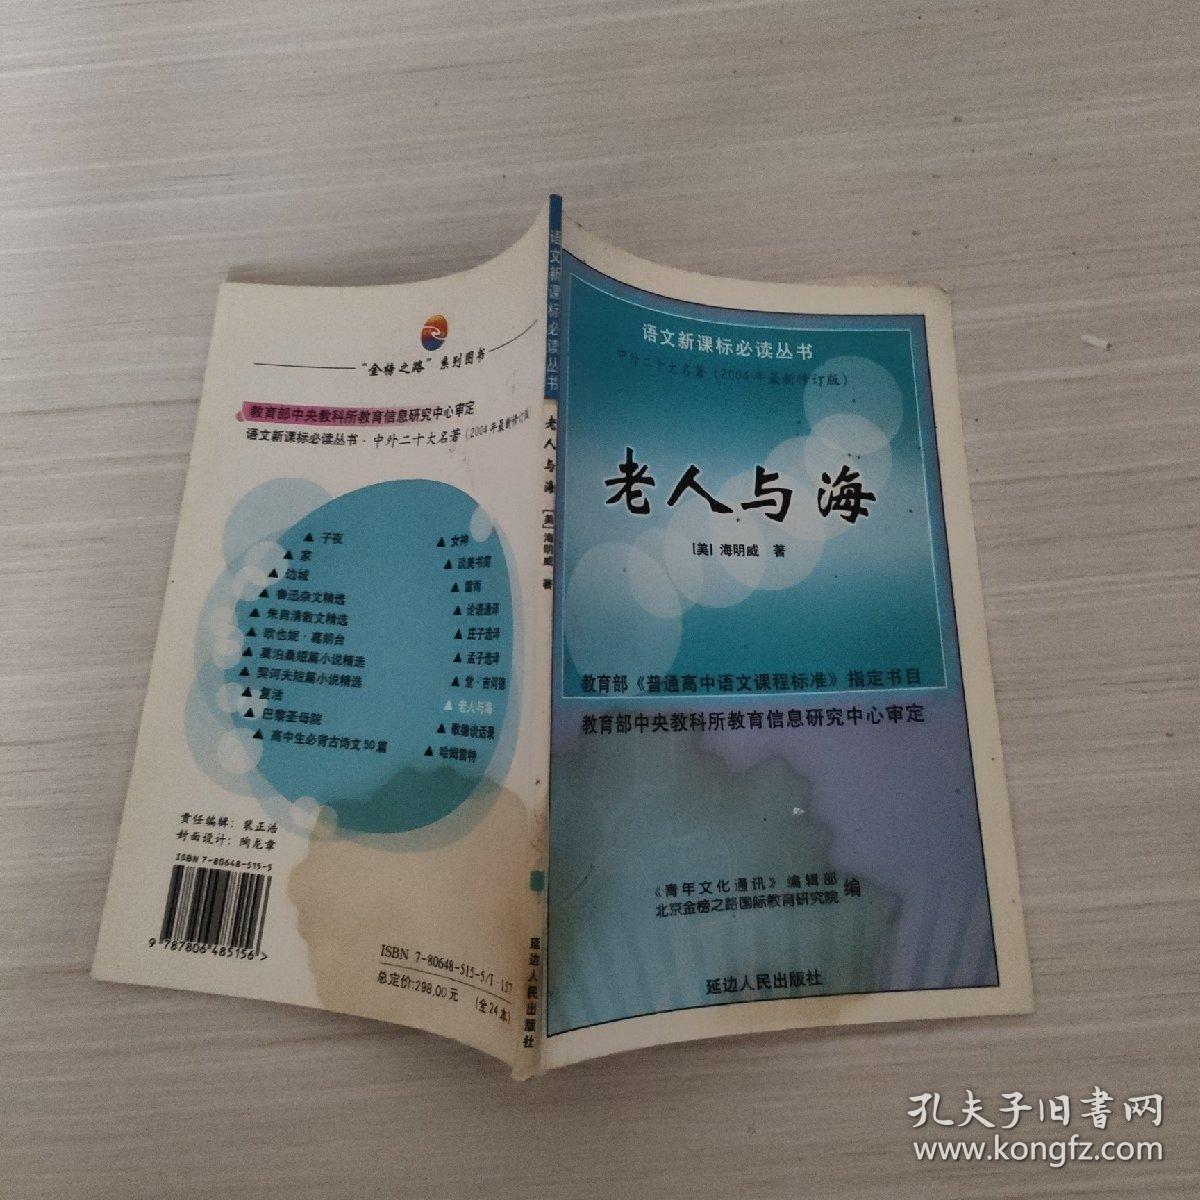 语文新课标必读丛书
中外二十大名著(2004年最新修订版)
老人与海
[美] 海明威 著
教育部《普通高中语文课程标准》指定书目
教育部中央教科所教育信息研究中心审定
《青年文化通讯》编辑部
北京金榜之路国际教育研究院 编
延边人民出版社
语文新课标必读丛书 老人与海 [美]海明威 著 延边人民出版社
“金榜之路”系列图书
教育部中央教科所教育信息研究中心审定
语文新课标必读丛书·中外二十大名著(2004年最新修订版
▲ 子夜
▲ 家
▲ 边城
▲ 鲁迅杂文精选
▲ 朱自清散文精选
▲ 欧也妮·葛朗台
▲ 莫泊桑短篇小说精选
▲ 契诃夫短篇小说精选
▲ 复活
▲ 巴黎圣母院
▲ 高中生必背古诗文50篇
▲ 女神
▲ 谈美书简
▲ 雷雨
▲ 论语通译
▲ 庄子选译
▲ 孟子选译
▲ 堂·吉诃德
▲ 老人与海
▲ 歌德谈话录
▲ 哈姆雷特
责任编辑:裴正浩
封面设计:陶龙章
ISBN 7-80648-515-5
9 787806 485156 >
ISBN 7-80648-515-5/I·157
总定价:298.00元 (全24本)
孔夫子旧书网
www.kongfz.com